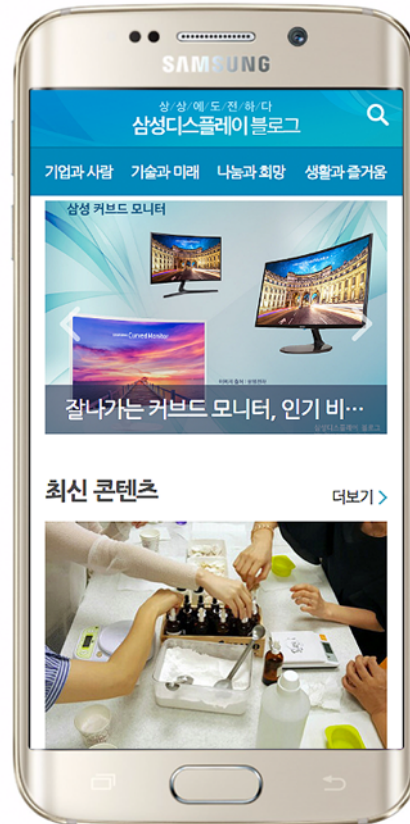 SAMSUNG
상/상/에/도/전/하/다
삼성디스플레이 블로그
기업과 사람 기술과 미래 나눔과 희망 생활과 즐거움
삼성 커브드 모니터
Curved Monitor
잘나가는 커브드 모니터, 인기 비…
삼성디스플레이 블로그
최신 콘텐츠
더보기 >